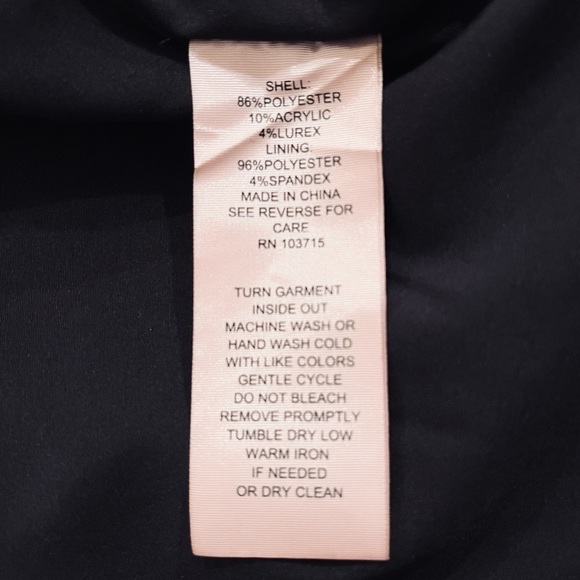 SHELL:
86%POLYESTER
10%ACRYLIC
4%LUREX
LINING:
96%POLYESTER
4%SPANDEX
MADE IN CHINA
SEE REVERSE FOR
CARE
RN 103715
TURN GARMENT
INSIDE OUT
MACHINE WASH OR
HAND WASH COLD
WITH LIKE COLORS
GENTLE CYCLE
DO NOT BLEACH
REMOVE PROMPTLY
TUMBLE DRY LOW
WARM IRON
IF NEEDED
OR DRY CLEAN